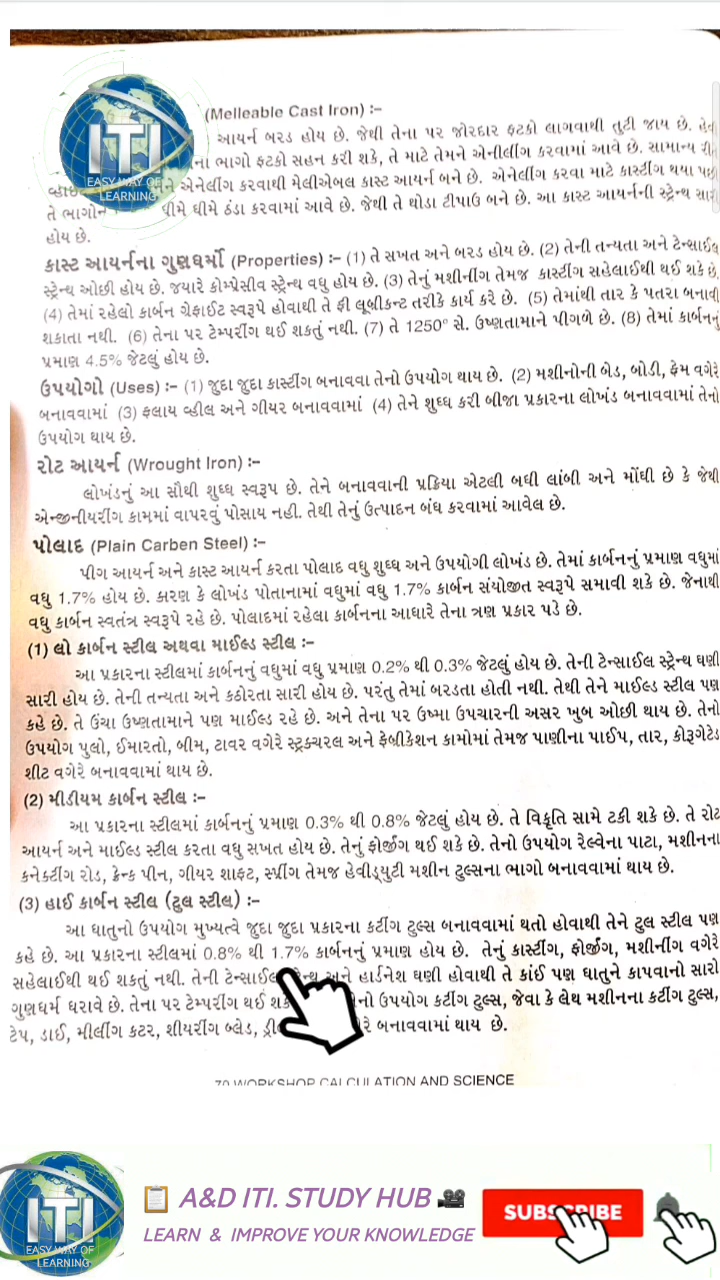 (Melleable Cast Iron) :–
આયર્ન બરડ હોય છે. જેથી તેના પર જોરદાર ફટકો લાગવાથી તુટી જાય છે.
ના ભાગો ફટકો સહન કરી શકે, તે માટે તેમને એનીલીંગ કરવામાં આવે છે. સામાન્ય રીતે
એનેલીંગ કરવાથી મેલીએબલ કાસ્ટ આયર્ન બને છે. એનેલીંગ કરવા માટે કાસ્ટીંગ થયા પછી
તે ધીમે ધીમે ઠંડા કરવામાં આવે છે. જેથી તે થોડા ટીપાઉ બને છે. આ કાસ્ટ આયર્નની સ્ટ્રેન્થ સારી
હોય છે.
કાસ્ટ આયર્નના ગુણધર્મો (Properties) :– (1) તે સખત અને બરડ હોય છે. (2) તેની તન્યતા અને ટેન્સાઈલ
સ્ટ્રેન્થ ઓછી હોય છે. જયારે કોમ્પ્રેસીવ સ્ટ્રેન્થ વધુ હોય છે. (3) તેનું મશીનીંગ તેમજ કાસ્ટીંગ સહેલાઈથી થઈ શકે છે.
(4) તેમાં રહેલો કાર્બન ગ્રેફાઈટ સ્વરૂપે હોવાથી તે ફ્રી લૂબ્રીકન્ટ તરીકે કાર્ય કરે છે. (5) તેમાંથી તાર કે પતરા બનાવી
શકાતા નથી. (6) તેના પર ટેમ્પરીંગ થઈ શકતું નથી. (7) તે 1250° સે. ઉષ્ણતામાને પીગળે છે. (8) તેમાં કાર્બનનું
પ્રમાણ 4.5% જેટલું હોય છે.
ઉપયોગો (Uses) :– (1) જુદા જુદા કાસ્ટીંગ બનાવવા તેનો ઉપયોગ થાય છે. (2) મશીનોની બેડ, બોડી, ફ્રેમ વગેરે
બનાવવામાં (3) ફલાય વ્હીલ અને ગીયર બનાવવામાં (4) તેને શુધ્ધ કરી બીજા પ્રકારના લોખંડ બનાવવામાં તેનો
ઉપયોગ થાય છે.
રોટ આયર્ન (Wrought Iron) :–
લોખંડનું આ સૌથી શુધ્ધ સ્વરૂપ છે. તેને બનાવવાની પ્રક્રિયા એટલી બધી લાંબી અને મોંઘી છે કે જેથી
એન્જીનીયરીંગ કામમાં વાપરવું પોસાય નહી. તેથી તેનું ઉત્પાદન બંધ કરવામાં આવેલ છે.
પોલાદ (Plain Carben Steel) :–
પીગ આયર્ન અને કાસ્ટ આયર્ન કરતા પોલાદ વધુ શુધ્ધ અને ઉપયોગી લોખંડ છે. તેમાં કાર્બનનું પ્રમાણ વધુમાં
વધુ 1.7% હોય છે. કારણ કે લોખંડ પોતાનામાં વધુમાં વધુ 1.7% કાર્બન સંયોજીત સ્વરૂપે સમાવી શકે છે. જેનાથી
વધુ કાર્બન સ્વતંત્ર સ્વરૂપે રહે છે. પોલાદમાં રહેલા કાર્બનના આધારે તેના ત્રણ પ્રકાર પડે છે.
(1) લો કાર્બન સ્ટીલ અથવા માઈલ્ડ સ્ટીલ :–
આ પ્રકારના સ્ટીલમાં કાર્બનનું વધુમાં વધુ પ્રમાણ 0.2% થી 0.3% જેટલું હોય છે. તેની ટેન્સાઈલ સ્ટ્રેન્થ ઘણી
સારી હોય છે. તેની તન્યતા અને કઠોરતા સારી હોય છે. પરંતુ તેમાં બરડતા હોતી નથી. તેથી તેને માઈલ્ડ સ્ટીલ પણ
કહે છે. તે ઉંચા ઉષ્ણતામાને પણ માઈલ્ડ રહે છે. અને તેના પર ઉષ્મા ઉપચારની અસર ખુબ ઓછી થાય છે. તેનો
ઉપયોગ પુલો, ઈમારતો, બીમ, ટાવર વગેરે સ્ટ્રક્ચરલ અને ફેબ્રીકેશન કામોમાં તેમજ પાણીના પાઈપ, તાર, કોરૂગેટેડ
શીટ વગેરે બનાવવામાં થાય છે.
(2) મીડીયમ કાર્બન સ્ટીલ :–
આ પ્રકારના સ્ટીલમાં કાર્બનનું પ્રમાણ 0.3% થી 0.8% જેટલું હોય છે. તે વિકૃતિ સામે ટકી શકે છે. તે રોટ
આયર્ન અને માઈલ્ડ સ્ટીલ કરતા વધુ સખત હોય છે. તેનું ફોર્જીંગ થઈ શકે છે. તેનો ઉપયોગ રેલ્વેના પાટા, મશીનના
કનેક્ટીંગ રોડ, ક્રેન્ક પીન, ગીયર શાફટ, સ્પ્રીંગ તેમજ હેવીડ્યુટી મશીન ટુલ્સના ભાગો બનાવવામાં થાય છે.
(3) હાઈ કાર્બન સ્ટીલ (ટુલ સ્ટીલ) :–
આ ધાતુનો ઉપયોગ મુખ્યત્વે જુદા જુદા પ્રકારના કર્ટીંગ ટુલ્સ બનાવવામાં થતો હોવાથી તેને ટુલ સ્ટીલ પણ
કહે છે. આ પ્રકારના સ્ટીલમાં 0.8% થી 1.7% કાર્બનનું પ્રમાણ હોય છે. તેનું કાસ્ટીંગ, ફોર્જીંગ, મશીનીંગ વગેરે
સહેલાઈથી થઈ શકતું નથી. તેની ટેન્સાઈલ અને હાર્ડનેશ ઘણી હોવાથી તે કાંઈ પણ ધાતુને કાપવાનો સારો
ગુણધર્મ ધરાવે છે. તેના પર ટેમ્પરીંગ થઈ ઉપયોગ કર્ટીંગ ટુલ્સ, જેવા કે લેથ મશીનના કર્ટીંગ ટુલ્સ,
ટેપ, ડાઈ, મીલીંગ કટર, શીયરીંગ બ્લેડ, બનાવવામાં થાય છે.
70 WORKSHOP CALCULATION AND SCIENCE
ITI
EASY WAY OF
LEARNING
ITI
EASY WAY OF
LEARNING
A&D ITI. STUDY HUB
LEARN & IMPROVE YOUR KNOWLEDGE
SUBSCRIBE